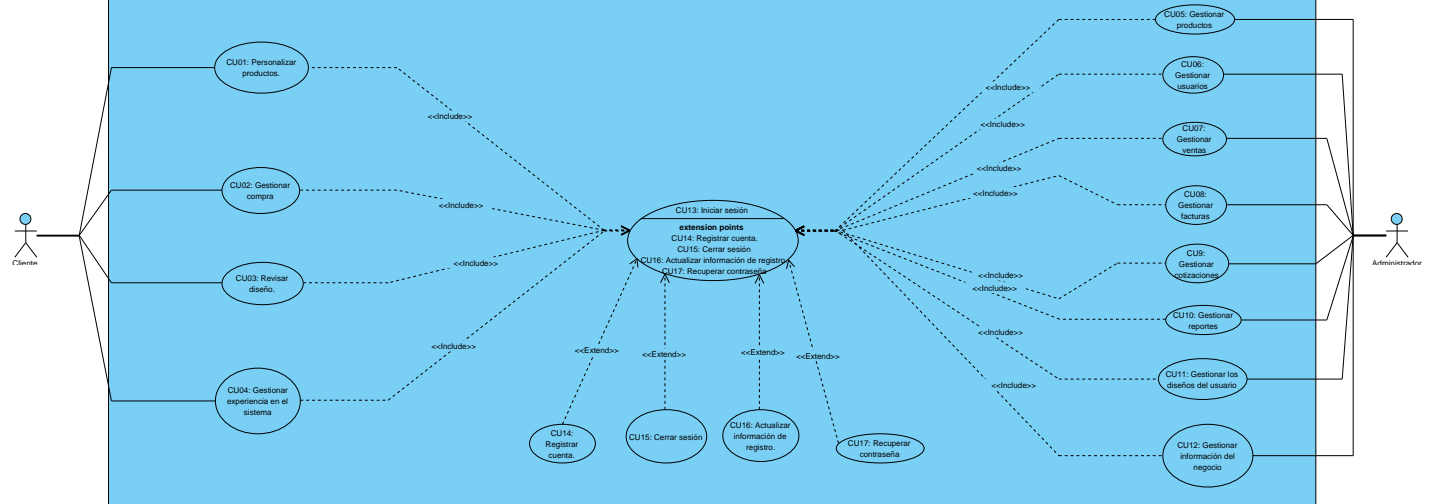 CU01: Personalizar
productos.
<<Include>>
CU02: Gestionar
compra
<<Include>>
CU03: Revisar
diseño.
<<Include>>
CU04: Gestionar
experiencia en el
sistema
<<Include>>
Cliente
CU13: Iniciar sesión
extension points
CU14: Registrar cuenta.
CU15: Cerrar sesión
CU16: Actualizar información de registro.
CU17: Recuperar contraseña
<<Extend>>
<<Extend>>
<<Extend>>
<<Extend>>
CU14:
Registrar
cuenta.
CU15: Cerrar sesión
CU16: Actualizar
información de
registro.
CU17: Recuperar
contraseña
CU05: Gestionar
productos
<<Include>>
CU06:
Gestionar
usuarios
<<Include>>
CU07:
Gestionar
ventas
<<Include>>
CU08:
Gestionar
facturas
<<Include>>
CU9:
Gestionar
cotizaciones
<<Include>>
CU10: Gestionar
reportes
<<Include>>
CU11: Gestionar los
diseños del usuario
<<Include>>
CU12: Gestionar
información del
negocio
<<Include>>
Administrador